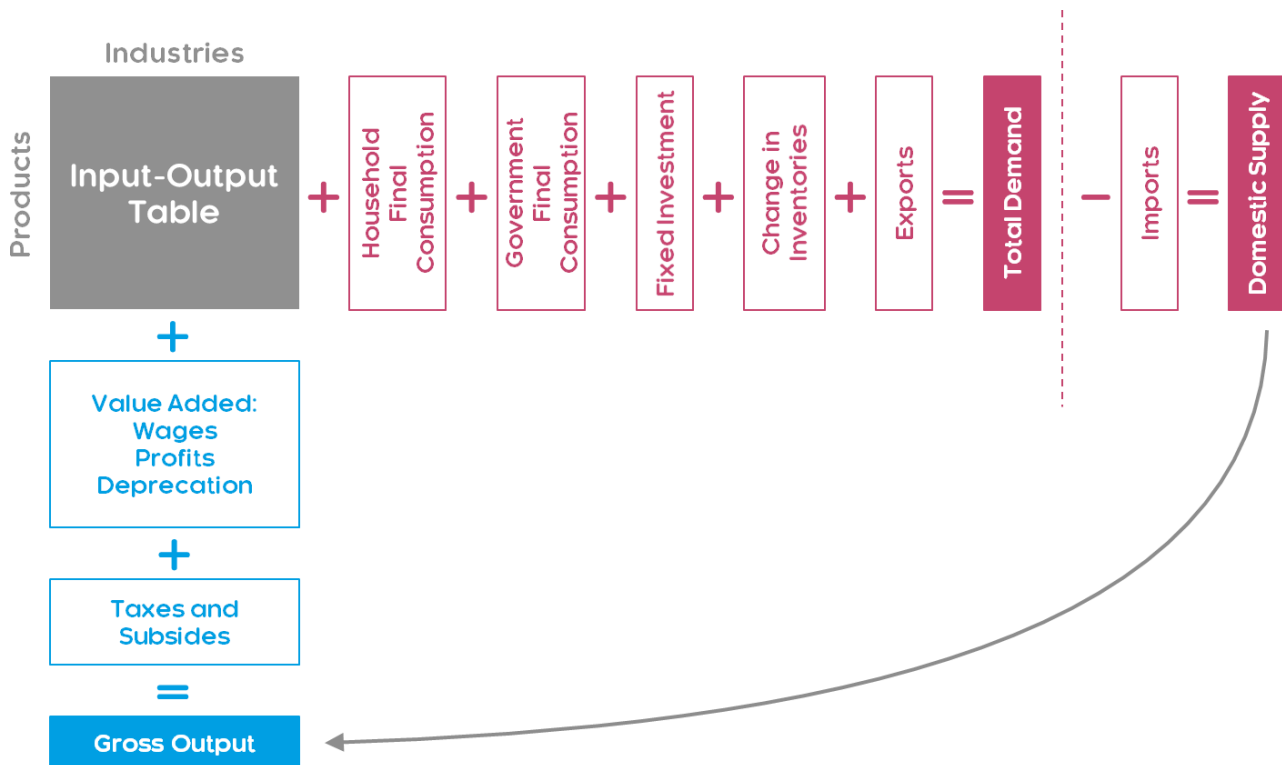 Industries
Products
Input-Output
Table
+
Household
Final
Consumption
+
Government
Final
Consumption
+
Fixed Investment
+
Change in
Inventories
+
Exports
=
Total Demand
−
Imports
=
Domestic Supply
+
Value Added:
Wages
Profits
Deprecation
+
Taxes and
Subsides
=
Gross Output